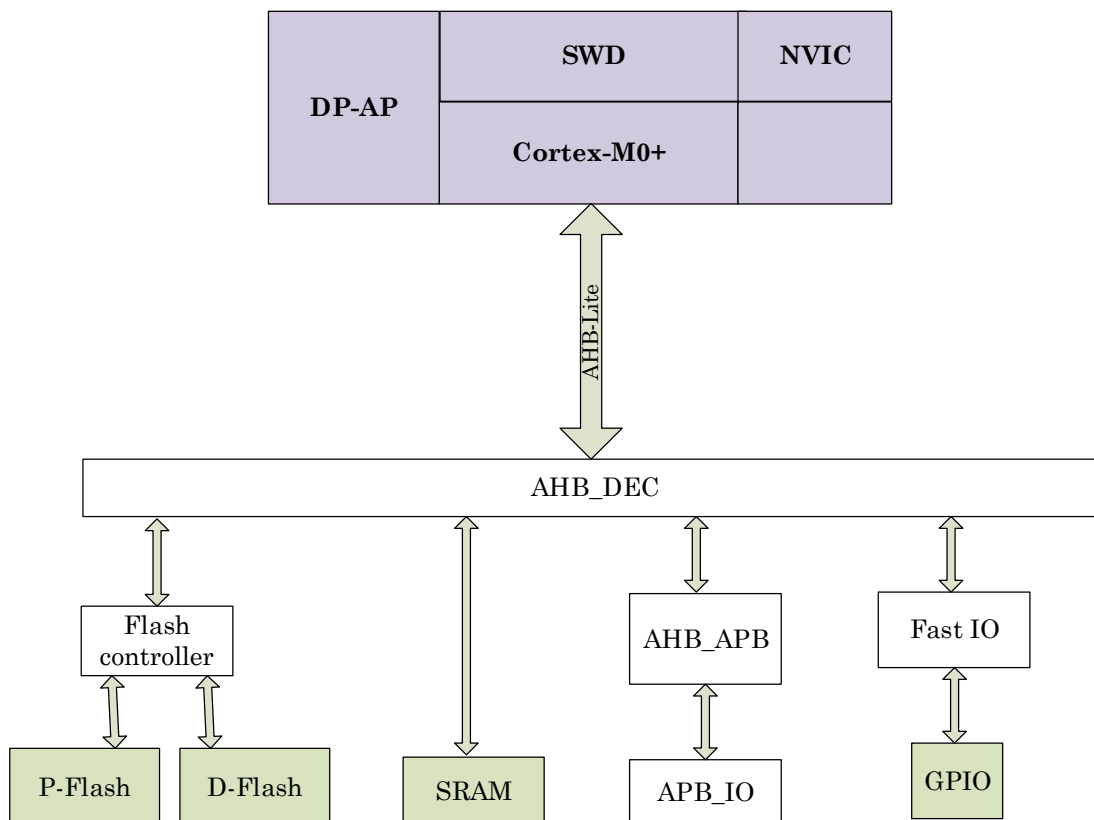 SWD
NVIC
DP-AP
Cortex-M0+
AHB-Lite
AHB_DEC
Flash
controller
AHB_APB
Fast IO
P-Flash
D-Flash
SRAM
APB_IO
GPIO